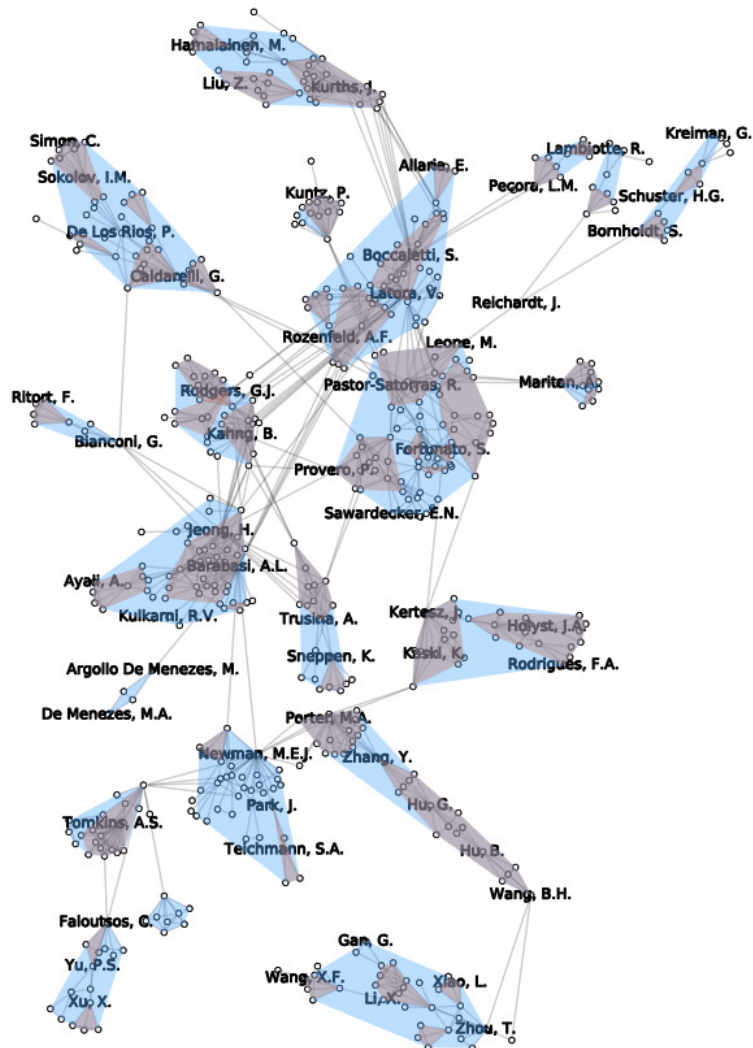 Hamalainen, M.
Liu, Z.
Kurths, J.
Kreiman, G.
Simon, C.
Lambiotte, R.
Allaria, E.
Sokolov, I.M.
Pecora, L.M.
Kuntz, P.
Schuster, H.G.
De Los Rios, P.
Bornholdt, S.
Boccaletti, S.
Caldarelli, G.
Latora, V.
Reichardt, J.
Rozenfeld, A.F.
Leone, M.
Pastor-Satorras, R.
Maritan, A.
Rodgers, G.J.
Ritort, F.
Kahng, B.
Bianconi, G.
Fortunato, S.
Provero, P.
Sawardecker, E.N.
Jeong, H.
Barabasi, A.L.
Ayali, A.
Kulkarni, R.V.
Trusina, A.
Kertesz, J.
Holyst, J.A.
Sneppen, K.
Kaski, K.
Rodrigues, F.A.
Argollo De Menezes, M.
De Menezes, M.A.
Porter, M.A.
Newman, M.E.J.
Zhang, Y.
Park, J.
Hu, G.
Tomkins, A.S.
Teichmann, S.A.
Hu, B.
Wang, B.H.
Faloutsos, C.
Gan, G.
Yu, P.S.
Wang, X.F.
Xiao, L.
Xu, X.
Li, X.
Zhou, T.